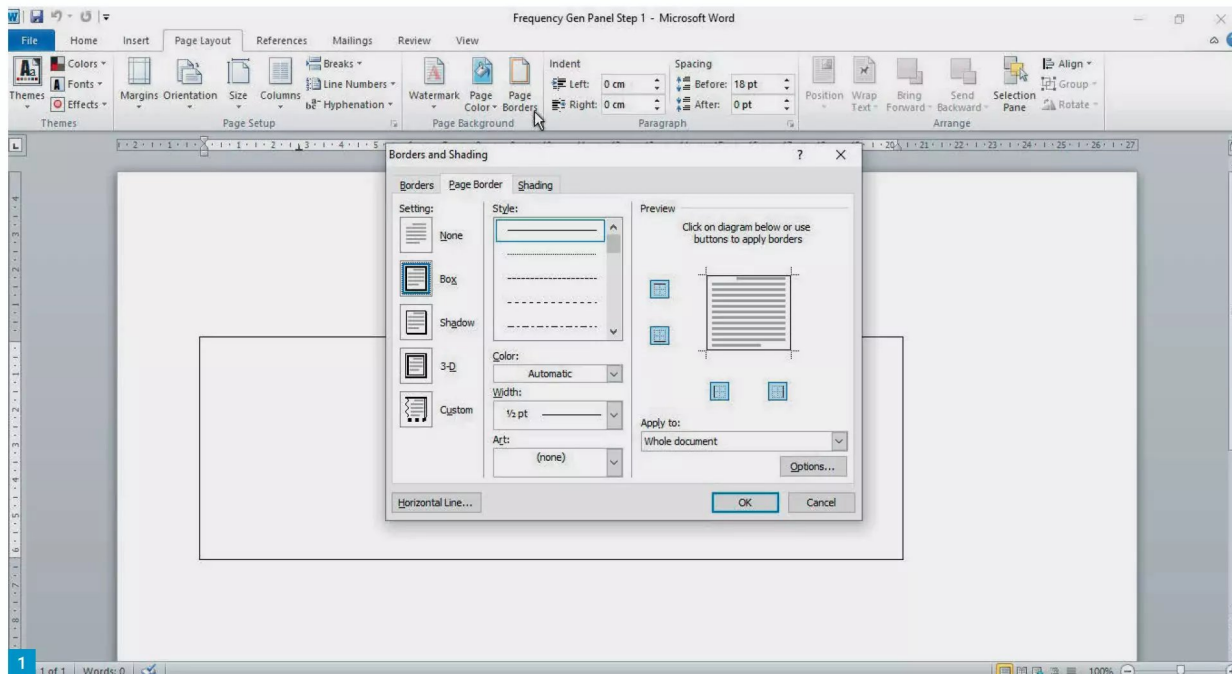 Frequency Gen Panel Step 1 - Microsoft Word
File Home Insert Page Layout References Mailings Review View
Themes
Colors
Fonts
Effects
Themes
Margins Orientation Size Columns
Breaks
Line Numbers
Hyphenation
Page Setup
Watermark Page Color Page Borders
Page Background
Indent
Left: 0 cm
Right: 0 cm
Spacing
Before: 18 pt
After: 0 pt
Paragraph
Position Wrap Text Bring Forward Send Backward Selection Pane
Align
Group
Rotate
Arrange
Borders and Shading ? X
Borders Page Border Shading
Setting:
None
Box
Shadow
3-D
Custom
Style:
Color:
Automatic
Width:
½ pt
Art:
(none)
Preview
Click on diagram below or use
buttons to apply borders
Apply to:
Whole document
Options...
Horizontal Line...
OK Cancel
1
1 of 1 Words: 0 100%